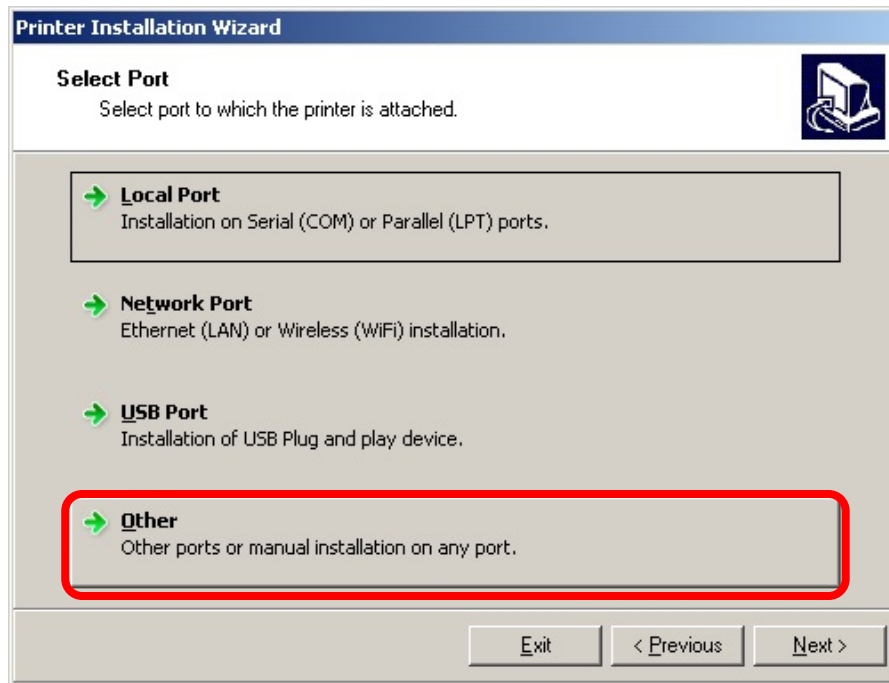 Printer Installation Wizard
Select Port
Select port to which the printer is attached.
Local Port
Installation on Serial (COM) or Parallel (LPT) ports.
Network Port
Ethernet (LAN) or Wireless (WiFi) installation.
USB Port
Installation of USB Plug and play device.
Other
Other ports or manual installation on any port.
Exit
< Previous
Next >